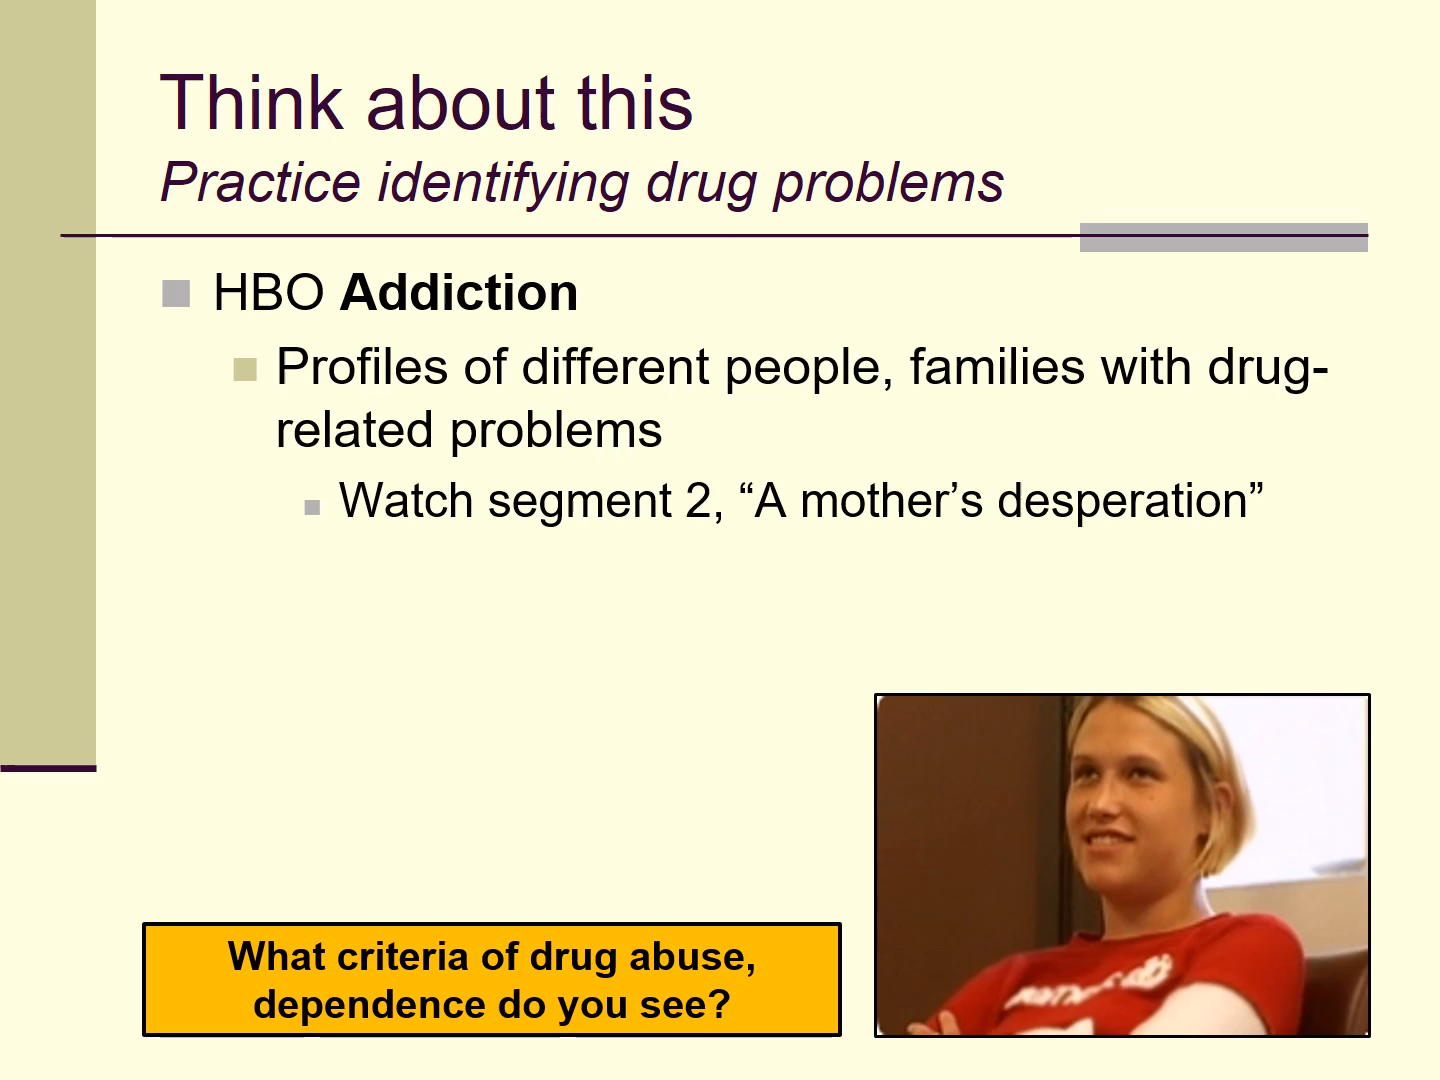 Think about this
Practice identifying drug problems
HBO Addiction
Profiles of different people, families with drug-
related problems
Watch segment 2, “A mother’s desperation”
What criteria of drug abuse,
dependence do you see?